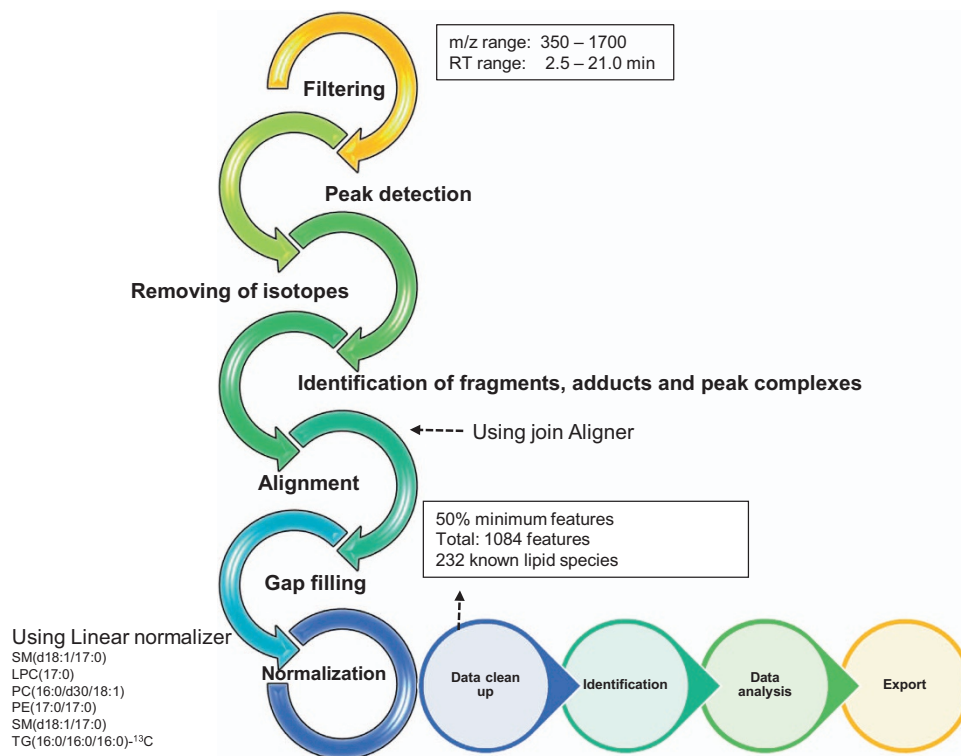 m/z range: 350 – 1700
RT range: 2.5 – 21.0 min
Filtering
Peak detection
Removing of isotopes
Identification of fragments, adducts and peak complexes
Using join Aligner
Alignment
50% minimum features
Total: 1084 features
232 known lipid species
Gap filling
Using Linear normalizer
SM(d18:1/17:0)
LPC(17:0)
PC(16:0/d30/18:1)
PE(17:0/17:0)
SM(d18:1/17:0)
TG(16:0/16:0/16:0)-¹³C
Normalization
Data clean
up
Identification
Data
analysis
Export